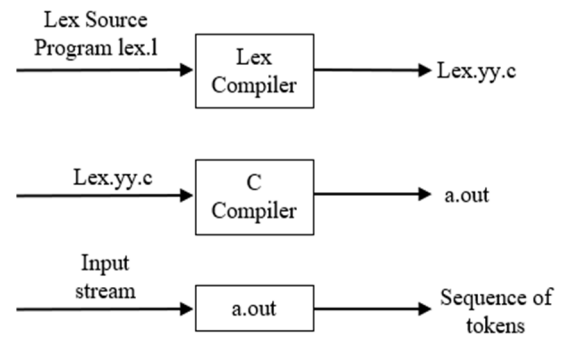 Lex Source
Program lex.l
Lex
Compiler
Lex.yy.c
Lex.yy.c
C
Compiler
a.out
Input
stream
a.out
Sequence of
tokens